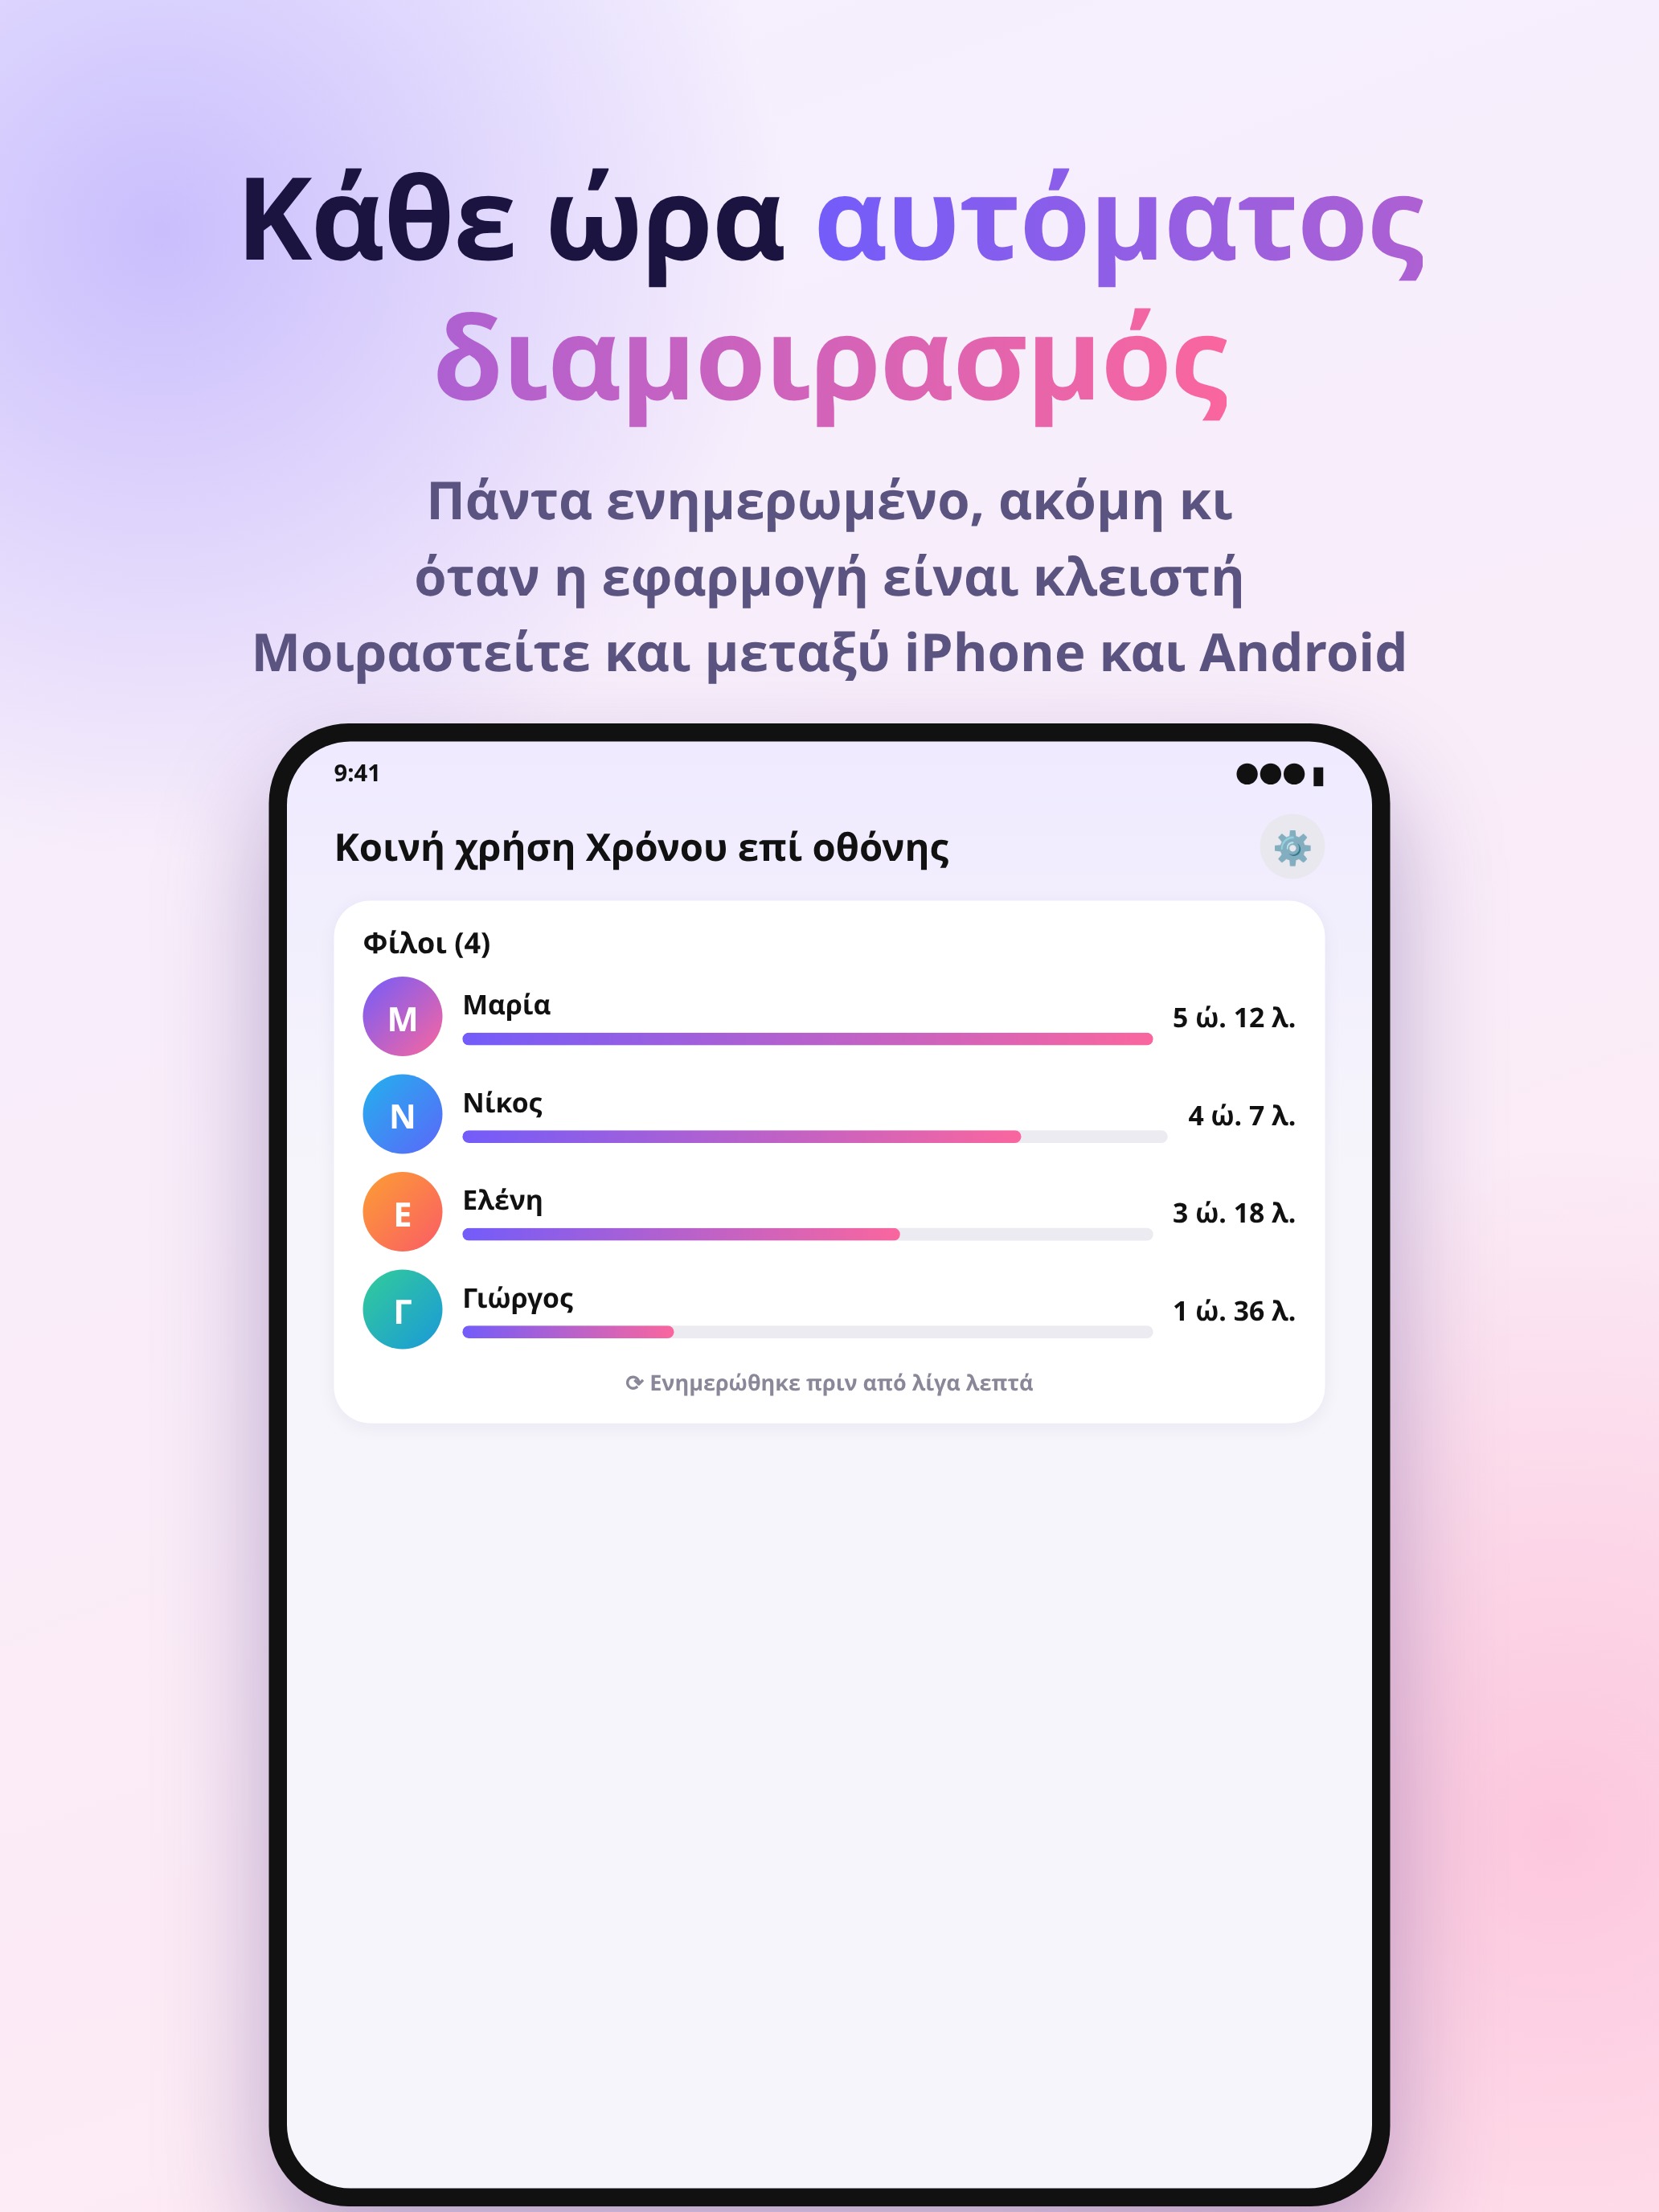 Κάθε ώρα αυτόματος
διαμοιρασμός
Πάντα ενημερωμένο, ακόμη κι
όταν η εφαρμογή είναι κλειστή
Μοιραστείτε και μεταξύ iPhone και Android
9:41
Κοινή χρήση Χρόνου επί οθόνης
Φίλοι (4)
Μ
Μαρία
5 ώ. 12 λ.
Ν
Νίκος
4 ώ. 7 λ.
Ε
Ελένη
3 ώ. 18 λ.
Γ
Γιώργος
1 ώ. 36 λ.
⟳ Ενημερώθηκε πριν από λίγα λεπτά